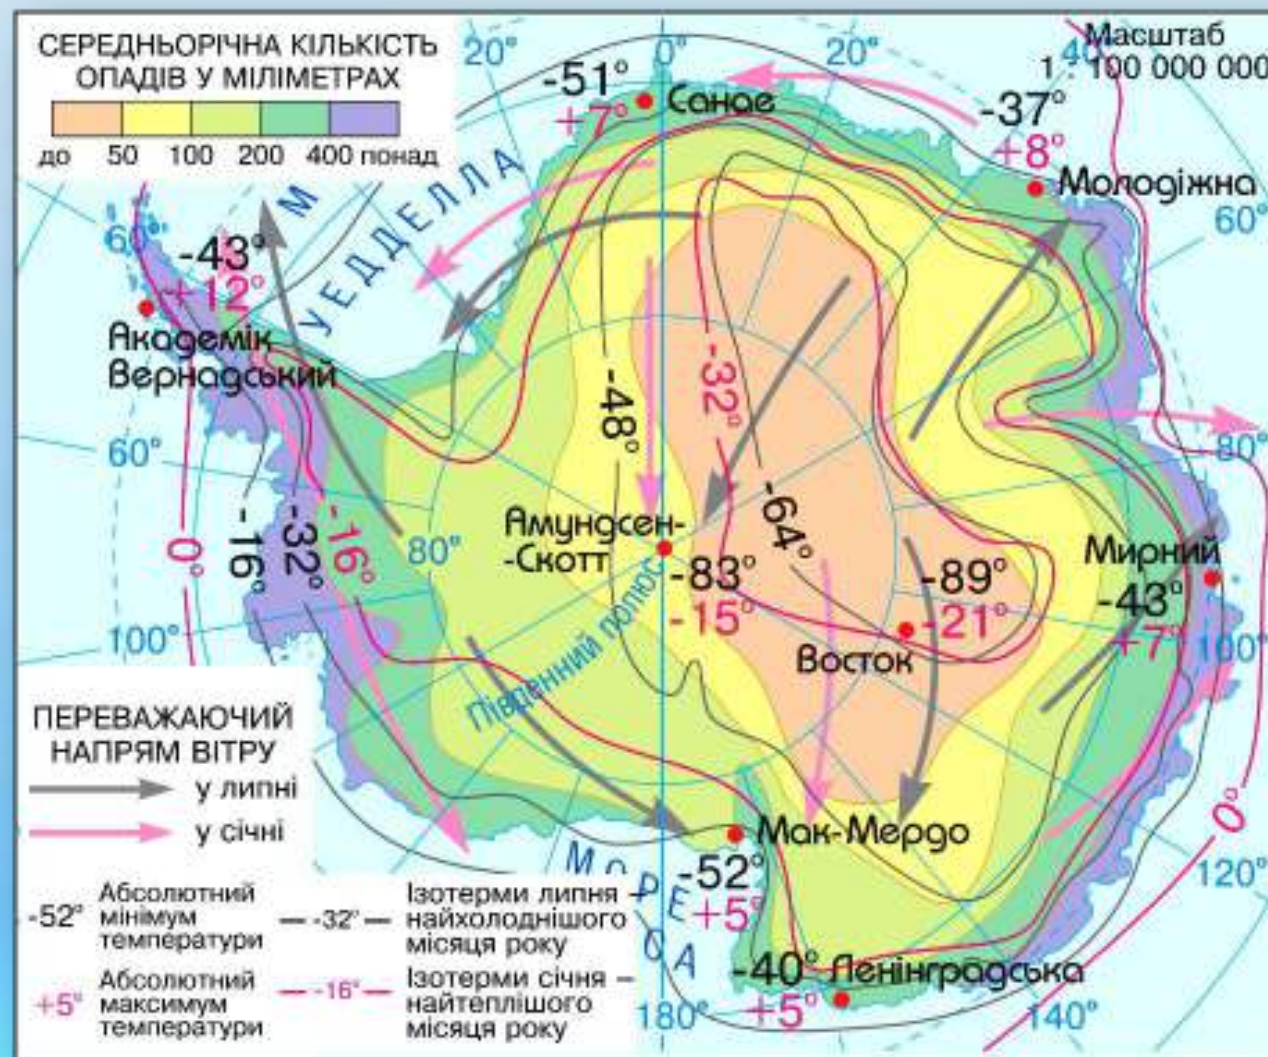 СЕРЕДНЬОРІЧНА КІЛЬКІСТЬ
ОПАДІВ У МІЛІМЕТРАХ
до 50 100 200 400 понад
Масштаб
1 : 100 000 000
20°
0°
20°
40°
-51°
+7°
Санае
-37°
+8°
Молодіжна
60°
М
УЕДДЕЛЛА
60°
-43°
+12°
Академік
Вернадський
-48°
-32°
-64°
60°
80°
0°
-16°
-32°
-16°
80°
Амундсен-
-Скотт
-83°
-15°
-89°
-21°
Восток
Мирний
-43°
+7°
100°
100°
Південний полюс
ПЕРЕВАЖАЮЧИЙ
НАПРЯМ ВІТРУ
у липні
у січні
0°
Мак-Мердо
-52°
+5°
120°
МОРЕ
СА
-40°
+5°
Ленінградська
180°
140°
-52° Абсолютний
мінімум
температури
+5° Абсолютний
максимум
температури
-32° Ізотерми липня –
найхолоднішого
місяця року
-16° Ізотерми січня –
найтеплішого
місяця року